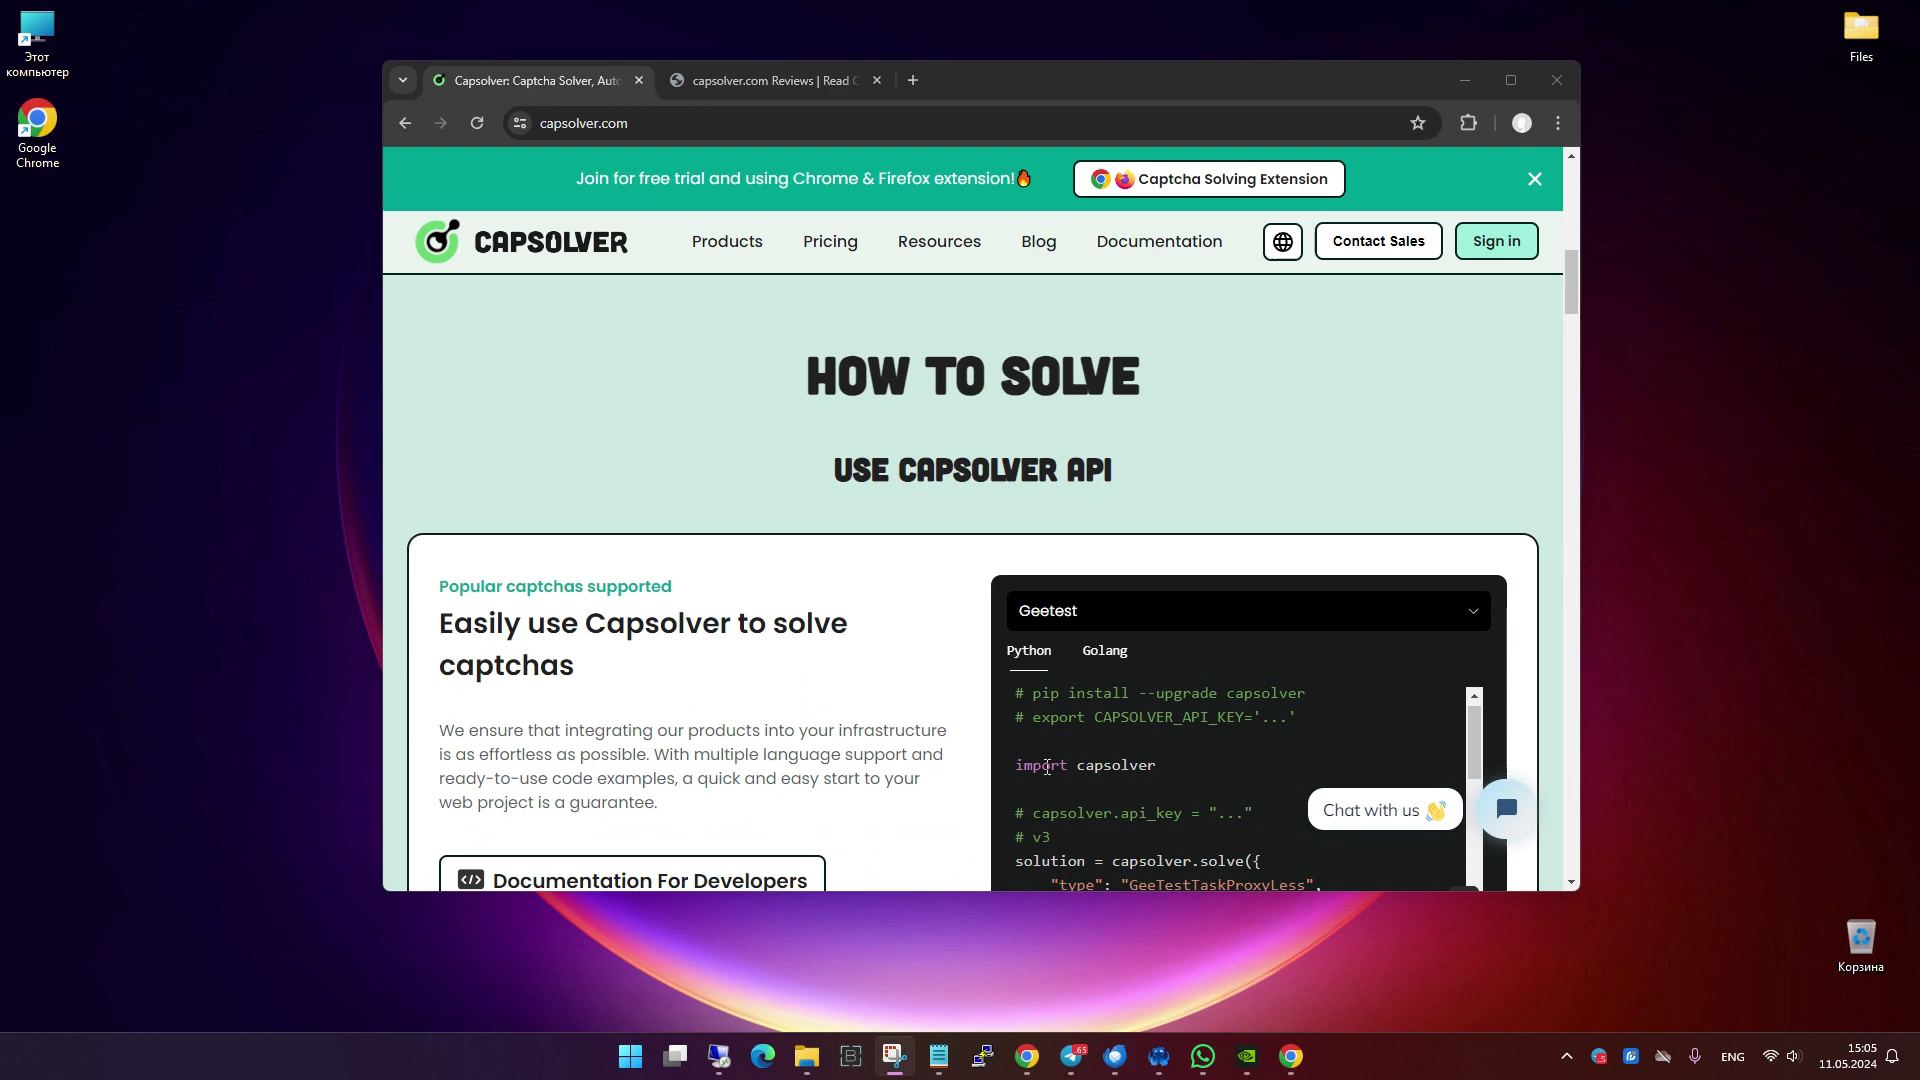 Этот
компьютер
Google
Chrome
Files
Capsolver: Captcha Solver, Auto
capsolver.com Reviews | Read C
capsolver.com
Join for free trial and using Chrome & Firefox extension!🔥
Captcha Solving Extension
CAPSOLVER
Products
Pricing
Resources
Blog
Documentation
Contact Sales
Sign in
HOW TO SOLVE
USE CAPSOLVER API
Popular captchas supported
Easily use Capsolver to solve
captchas
We ensure that integrating our products into your infrastructure
is as effortless as possible. With multiple language support and
ready-to-use code examples, a quick and easy start to your
web project is a guarantee.
Documentation For Developers
Geetest
Python Golang
# pip install --upgrade capsolver
# export CAPSOLVER_API_KEY='...'
import capsolver
# capsolver.api_key = "..."
# v3
solution = capsolver.solve({
"type": "GeeTestTaskProxyLess",
Chat with us 👋
Корзина
65
ENG
15:05
11.05.2024